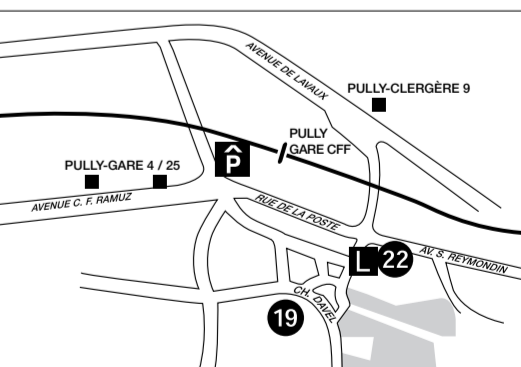 AVENUE DE LAVAUX
PULLY-CLERGÈRE 9
PULLY
GARE CFF
P
PULLY-GARE 4 / 25
AVENUE C. F. RAMUZ
RUE DE LA POSTE
AV. S. REYMONDIN
L
22
CH. DAVEL
19